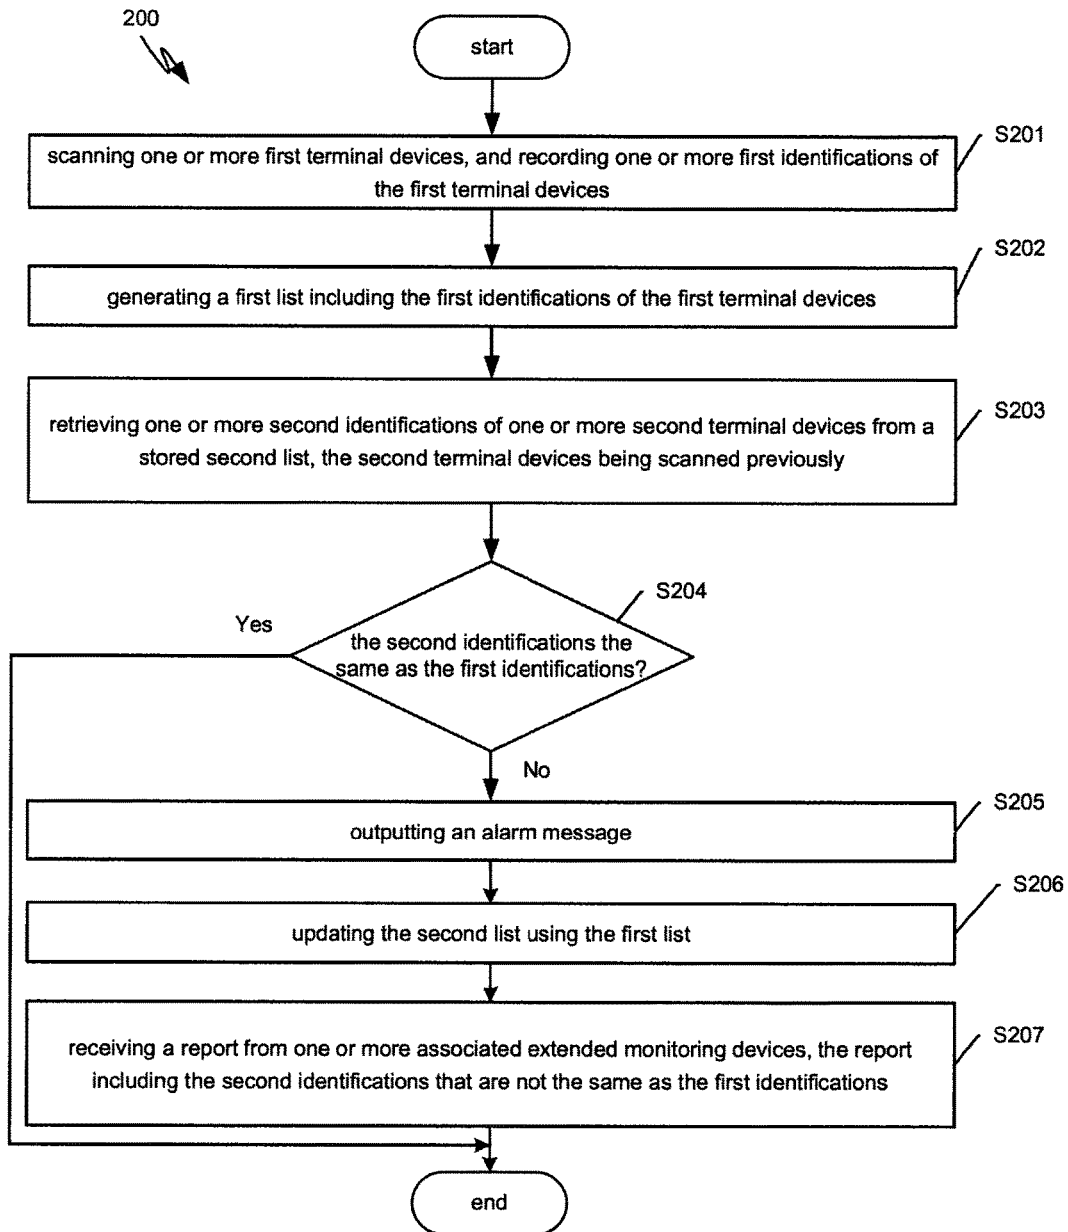 200
start
S201
scanning one or more first terminal devices, and recording one or more first identifications of
the first terminal devices
S202
generating a first list including the first identifications of the first terminal devices
S203
retrieving one or more second identifications of one or more second terminal devices from a
stored second list, the second terminal devices being scanned previously
S204
Yes
the second identifications the
same as the first identifications?
No
S205
outputting an alarm message
S206
updating the second list using the first list
S207
receiving a report from one or more associated extended monitoring devices, the report
including the second identifications that are not the same as the first identifications
end